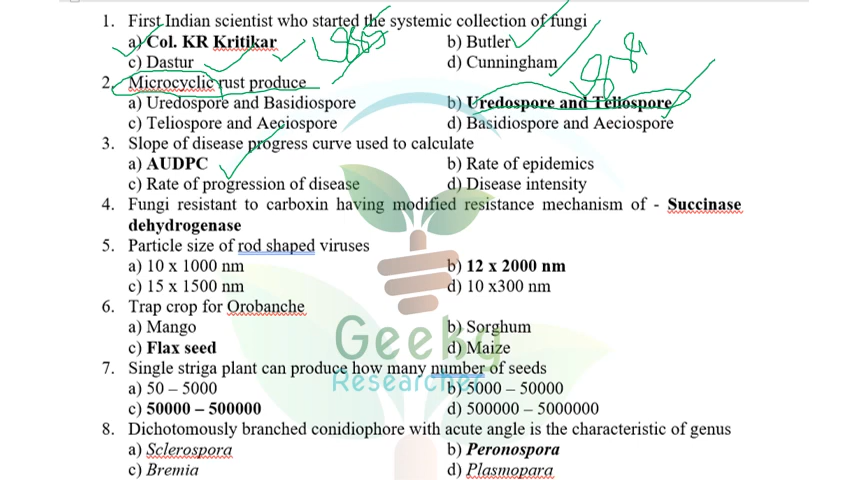 1. First Indian scientist who started the systemic collection of fungi
a) Col. KR Kritikar b) Butler
c) Dastur d) Cunningham
2. Microcyclic rust produce
a) Uredospore and Basidiospore b) Uredospore and Teliospore
c) Teliospore and Aeciospore d) Basidiospore and Aeciospore
3. Slope of disease progress curve used to calculate
a) AUDPC b) Rate of epidemics
c) Rate of progression of disease d) Disease intensity
4. Fungi resistant to carboxin having modified resistance mechanism of - Succinase
dehydrogenase
5. Particle size of rod shaped viruses
a) 10 x 1000 nm b) 12 x 2000 nm
c) 15 x 1500 nm d) 10 x300 nm
6. Trap crop for Orobanche
a) Mango b) Sorghum
c) Flax seed d) Maize
7. Single striga plant can produce how many number of seeds
a) 50 – 5000 b) 5000 – 50000
c) 50000 – 500000 d) 500000 – 5000000
8. Dichotomously branched conidiophore with acute angle is the characteristic of genus
a) Sclerospora b) Peronospora
c) Bremia d) Plasmopara
Geeky
Researcher